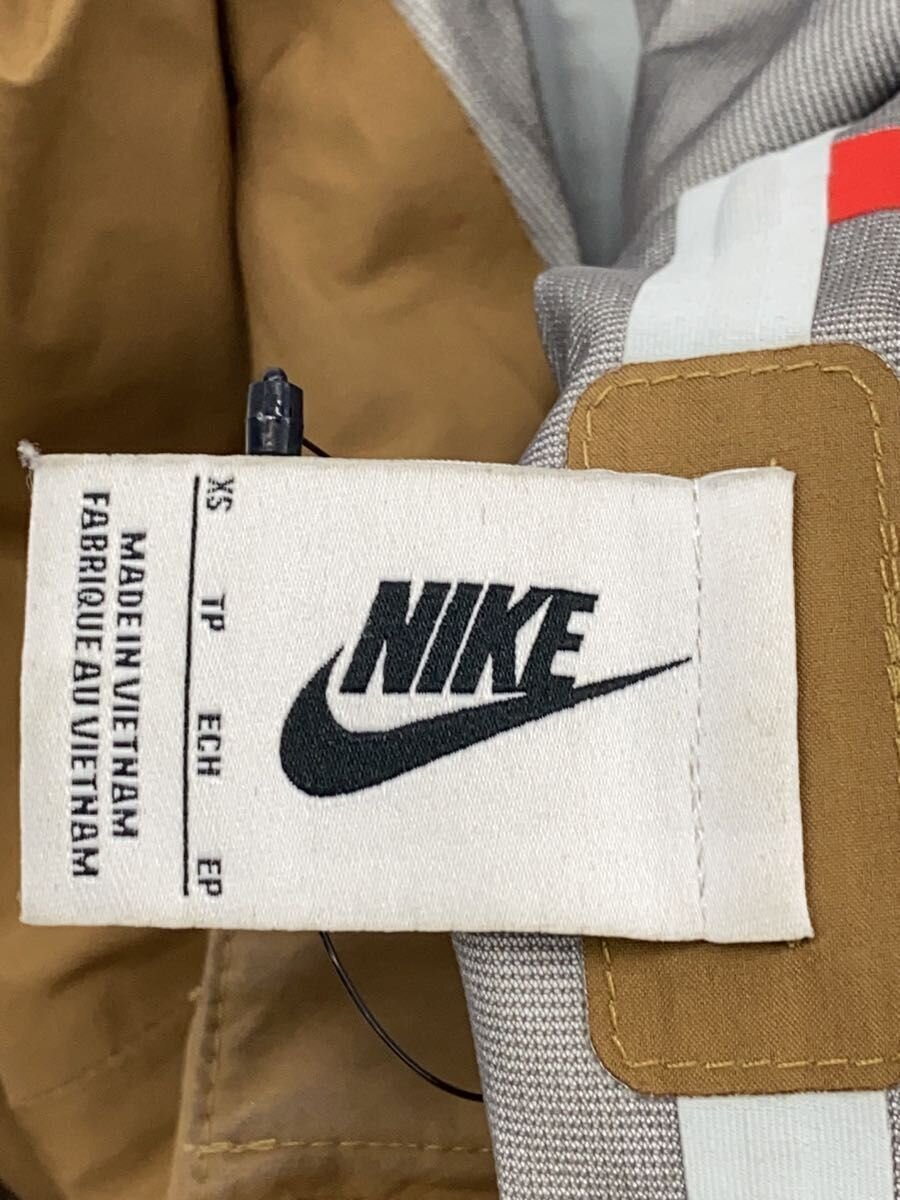 NIKE
XS TP ECH EP
MADE IN VIETNAM
FABRIQUE AU VIETNAM